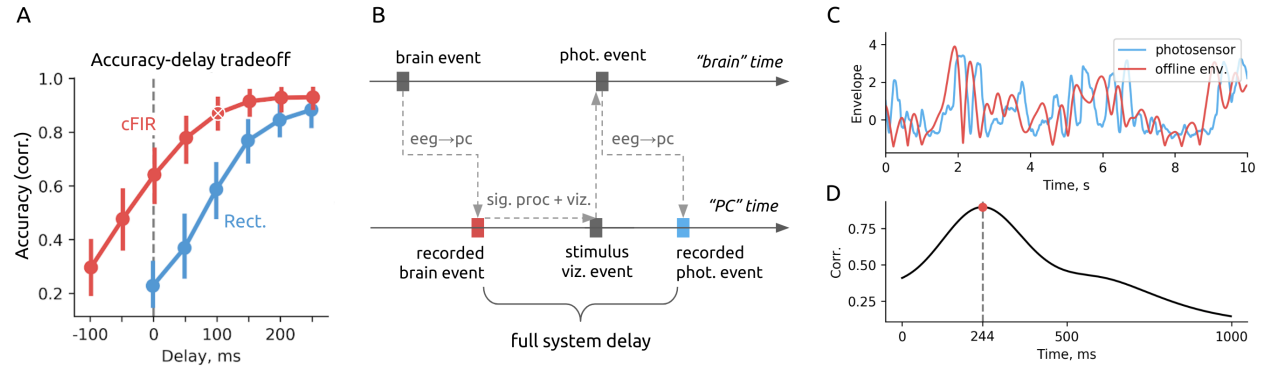 A
Accuracy-delay tradeoff
Accuracy (corr.)
1.0
0.8
0.6
0.4
0.2
cFIR
Rect.
-100
0
100
200
Delay, ms
B
brain event
phot. event
“brain” time
eeg→pc
eeg→pc
sig. proc + viz.
“PC” time
recorded
brain event
stimulus
viz. event
recorded
phot. event
full system delay
C
Envelope
4
2
0
photosensor
offline env.
0
2
4
6
8
10
Time, s
D
Corr.
0.75
0.50
0.25
0
244
500
1000
Time, ms